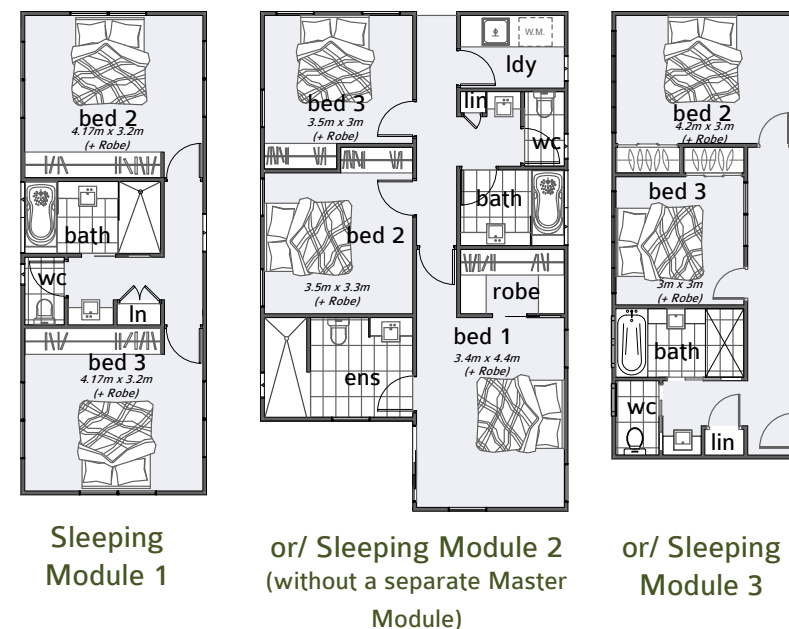 bed 2
4.17m x 3.2m
(+ Robe)
bath
wc
ln
bed 3
4.17m x 3.2m
(+ Robe)
Sleeping
Module 1
W.M.
ldy
bed 3
3.5m x 3m
(+ Robe)
lin
wc
bath
bed 2
3.5m x 3.3m
(+ Robe)
robe
bed 1
3.4m x 4.4m
(+ Robe)
ens
or/ Sleeping Module 2
(without a separate Master
Module)
bed 2
4.2m x 3.m
(+ Robe)
bed 3
3m x 3m
(+ Robe)
bath
wc
lin
or/ Sleeping
Module 3